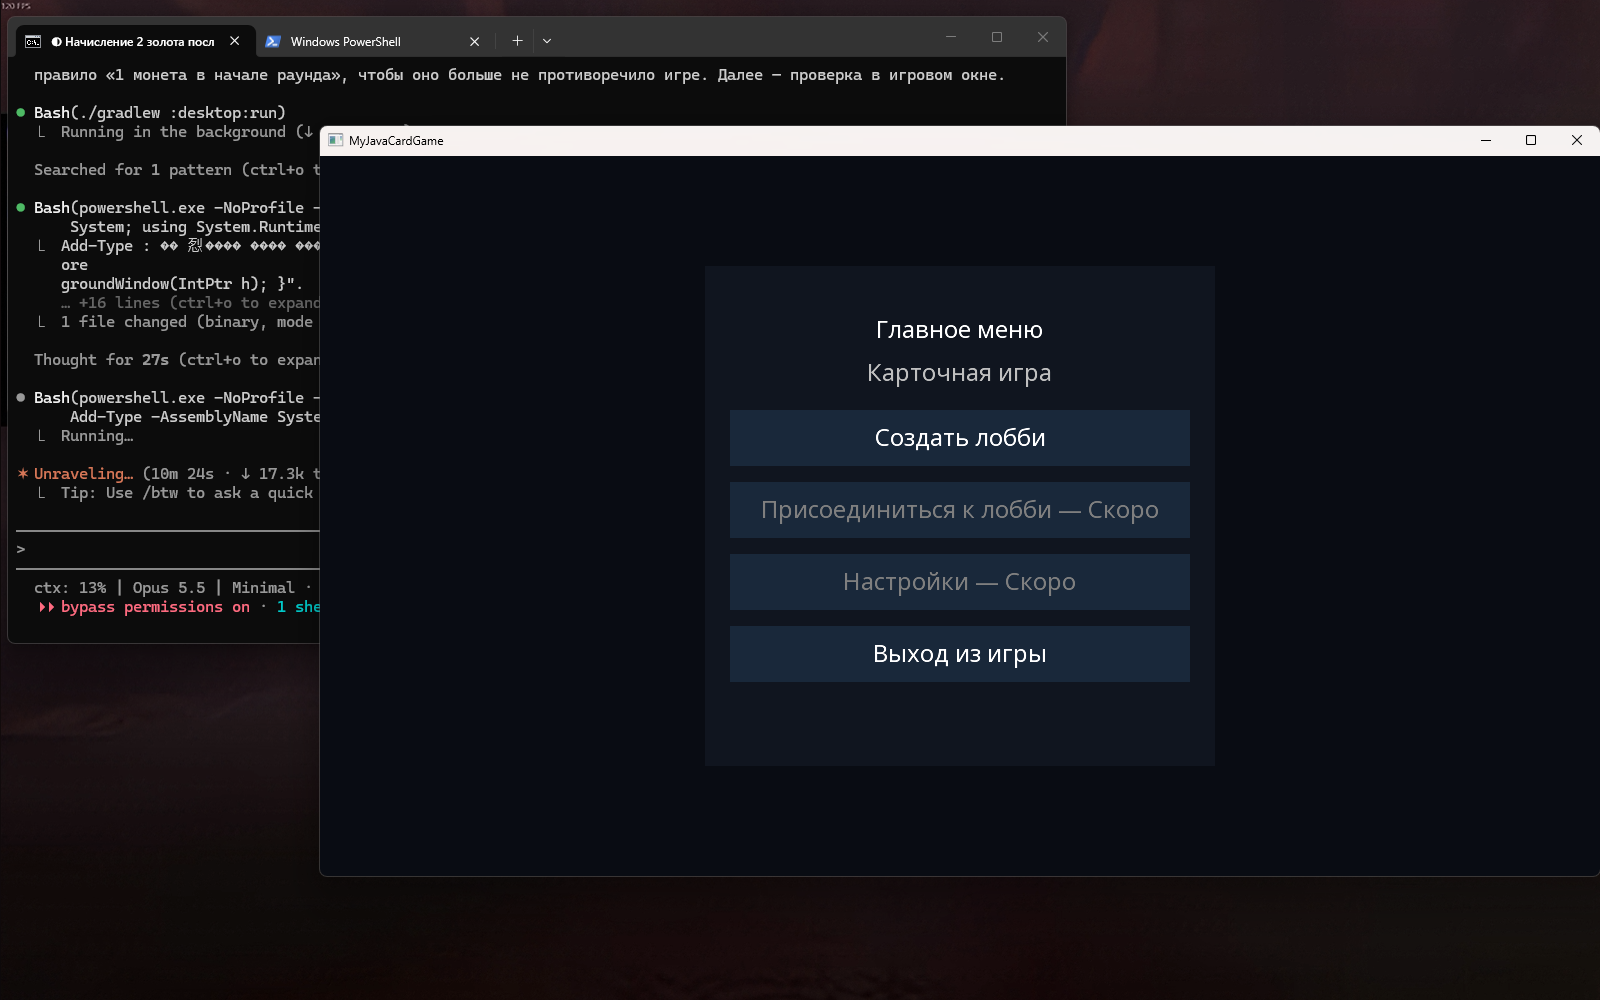 120 FPS
Начисление 2 золота посл
Windows PowerShell
правило «1 монета в начале раунда», чтобы оно больше не противоречило игре. Далее — проверка в игровом окне.
● Bash(./gradlew :desktop:run)
└ Running in the background (↓
Searched for 1 pattern (ctrl+o t
● Bash(powershell.exe -NoProfile -
System; using System.Runtime
└ Add-Type : �� 烈���� ���� ���
ore
groundWindow(IntPtr h); }".
… +16 lines (ctrl+o to expand
└ 1 file changed (binary, mode
Thought for 27s (ctrl+o to expan
● Bash(powershell.exe -NoProfile -
Add-Type -AssemblyName Syste
└ Running…
✶ Unraveling… (10m 24s · ↓ 17.3k t
└ Tip: Use /btw to ask a quick
>
ctx: 13% | Opus 5.5 | Minimal ·
⏵⏵ bypass permissions on · 1 she
MyJavaCardGame
Главное меню
Карточная игра
Создать лобби
Присоединиться к лобби — Скоро
Настройки — Скоро
Выход из игры